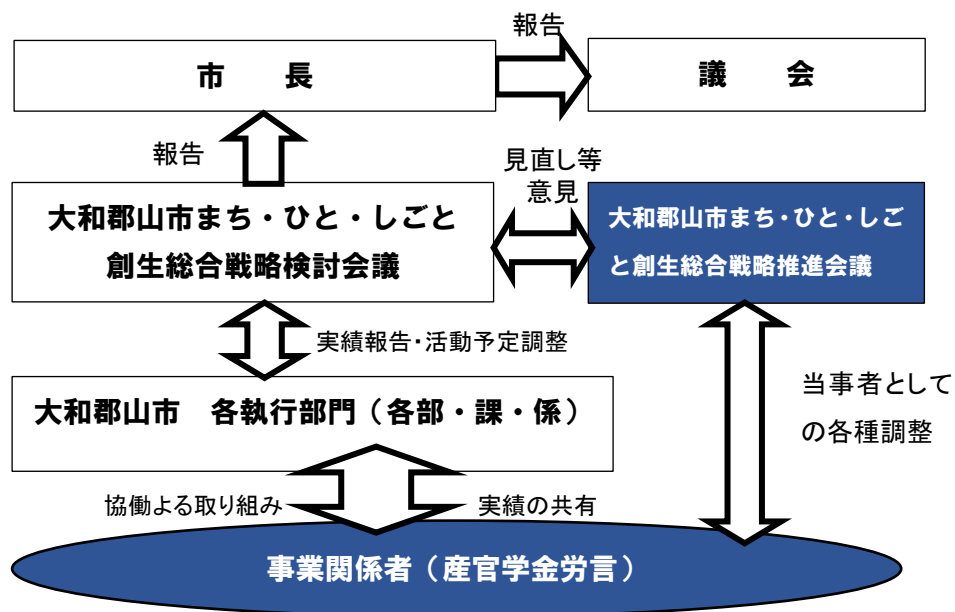 報告
市　　長
議　　会
報告
見直し等
意見
大和郡山市まち・ひと・しごと
創生総合戦略検討会議
大和郡山市まち・ひと・しご
と創生総合戦略推進会議
実績報告・活動予定調整
大和郡山市　各執行部門（各部・課・係）
当事者として
の各種調整
協働よる取り組み
実績の共有
事業関係者（産官学金労言）